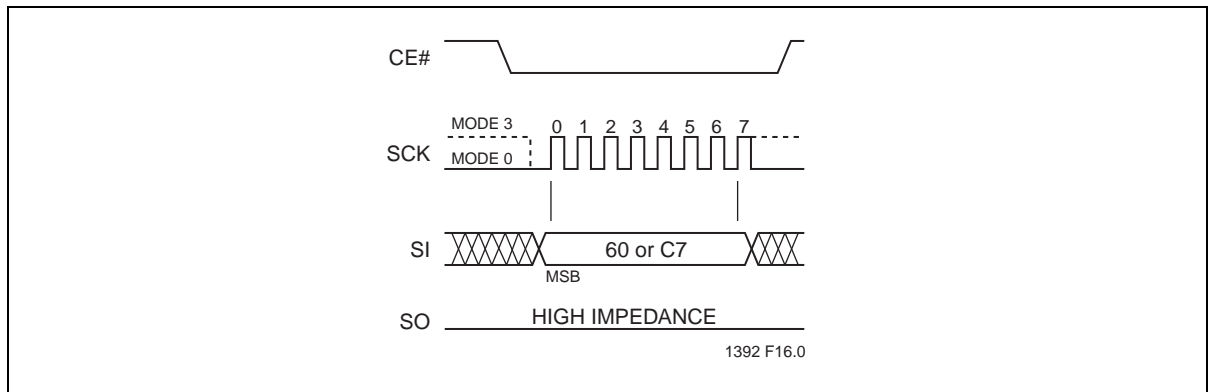 CE#
MODE 3
0 1 2 3 4 5 6 7
SCK
MODE 0
SI
60 or C7
MSB
SO
HIGH IMPEDANCE
1392 F16.0